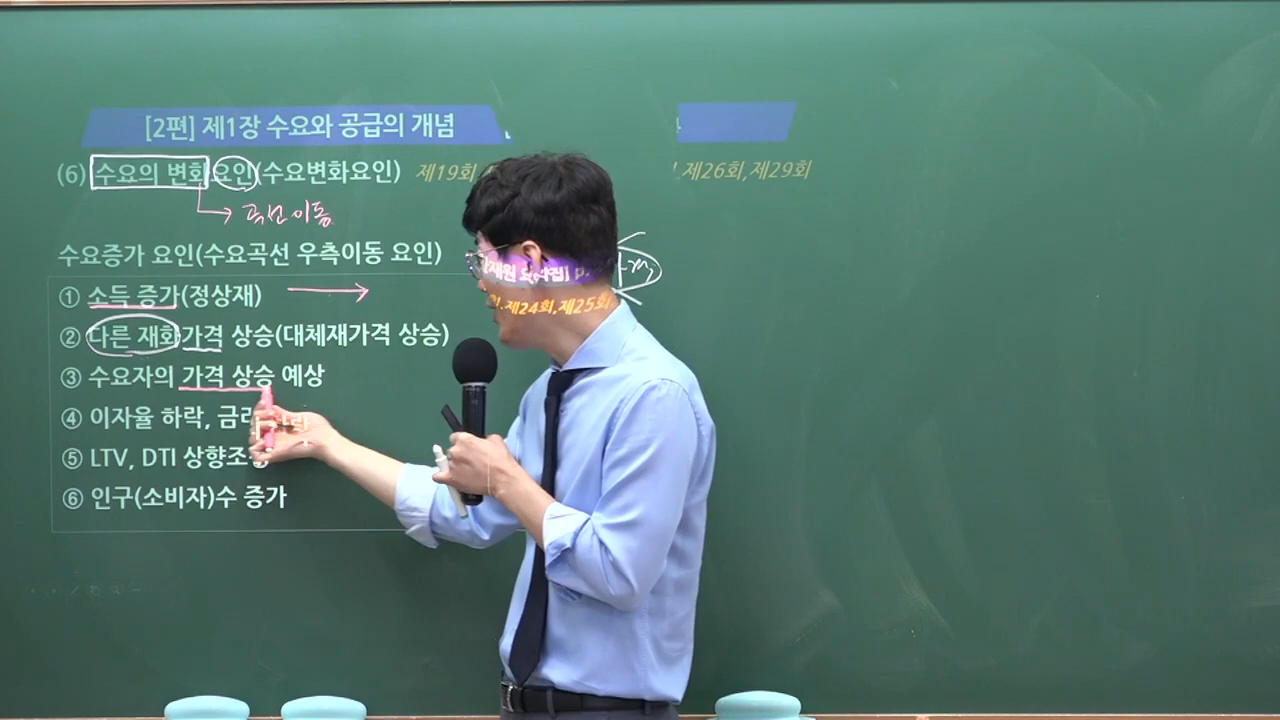 [2편] 제1장 수요와 공급의 개념
(6) 수요의 변화요인(수요변화요인) 제19회, 제26회,제29회
곡선이동
수요증가 요인(수요곡선 우측이동 요인)
재원 요약집] p.
제24회,제25회
① 소득 증가(정상재)
② 다른 재화가격 상승(대체재가격 상승)
③ 수요자의 가격 상승 예상
④ 이자율 하락, 금리
⑤ LTV, DTI 상향조정
⑥ 인구(소비자)수 증가